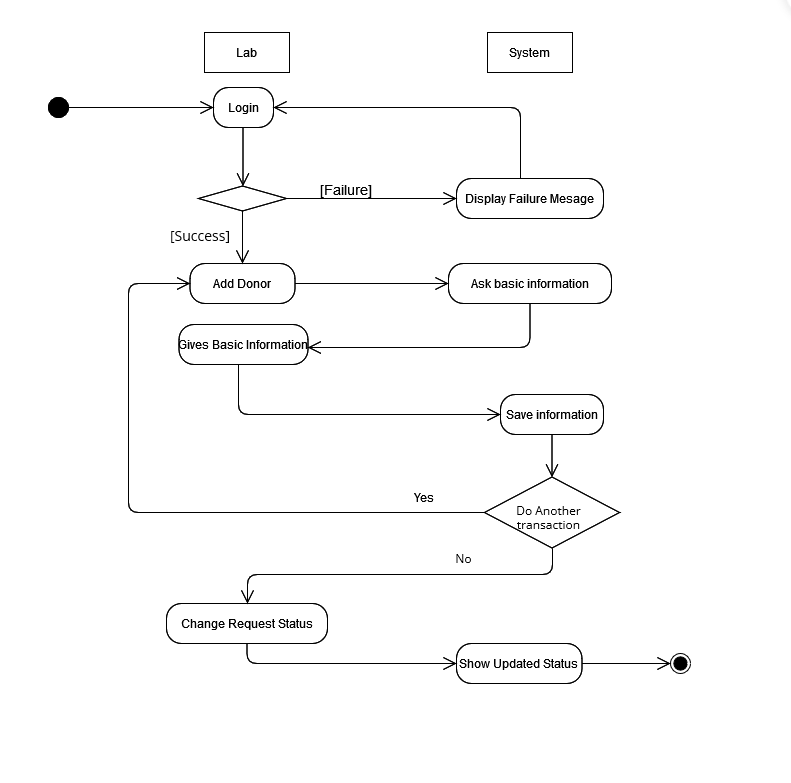 Lab
System
Login
[Failure]
Display Failure Mesage
[Success]
Add Donor
Ask basic information
Gives Basic Information
Save information
Yes
Do Another
transaction
No
Change Request Status
Show Updated Status